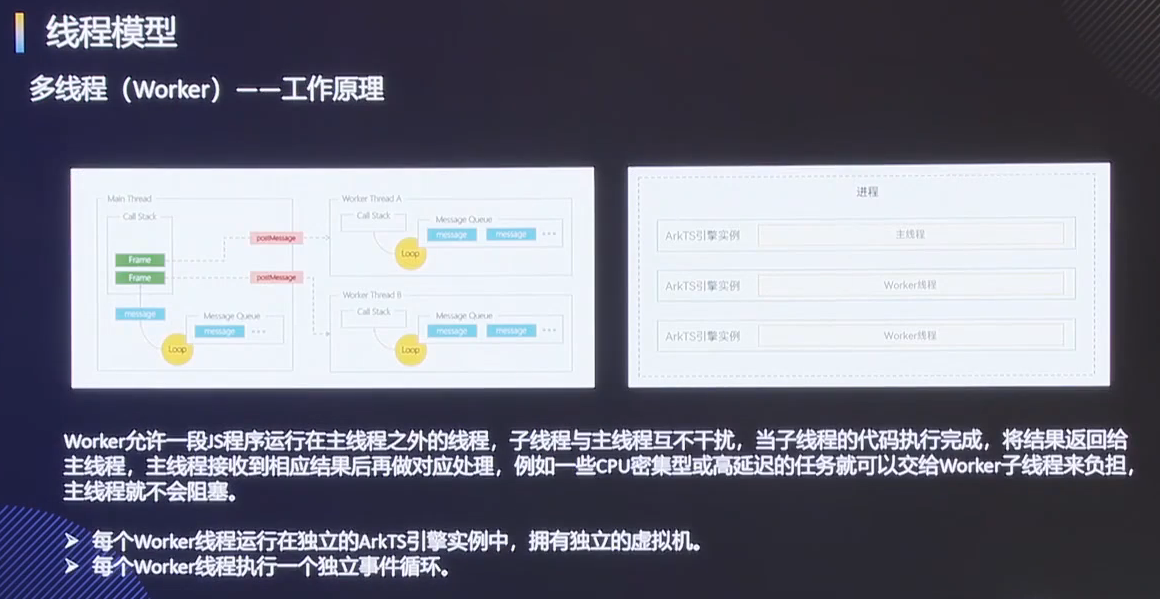 线程模型
多线程（Worker）——工作原理
Main Thread
Call Stack
Frame
Frame
message
Loop
Message Queue
message
postMessage
postMessage
Worker Thread A
Call Stack
Loop
Message Queue
message
message
Worker Thread B
Call Stack
Loop
Message Queue
message
message
进程
ArkTS引擎实例
主线程
ArkTS引擎实例
Worker线程
ArkTS引擎实例
Worker线程
Worker允许一段JS程序运行在主线程之外的线程，子线程与主线程互不干扰，当子线程的代码执行完成，将结果返回给
主线程，主线程接收到相应结果后再做对应处理，例如一些CPU密集型或高延迟的任务就可以交给Worker子线程来负担，
主线程就不会阻塞。
➢ 每个Worker线程运行在独立的ArkTS引擎实例中，拥有独立的虚拟机。
➢ 每个Worker线程执行一个独立事件循环。